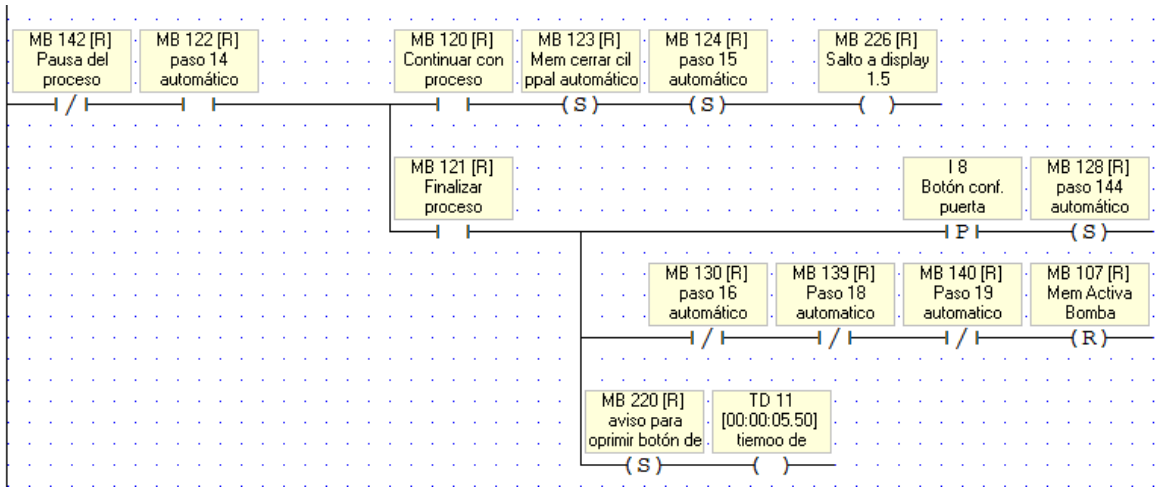 MB 142 [R]
Pausa del
proceso
MB 122 [R]
paso 14
automático
MB 120 [R]
Continuar con
proceso
MB 123 [R]
Mem cerrar cil
ppal automático
MB 124 [R]
paso 15
automático
MB 226 [R]
Salto a display
1.5
(S)
(S)
MB 121 [R]
Finalizar
proceso
I 8
Botón conf.
puerta
MB 128 [R]
paso 144
automático
P
(S)
MB 130 [R]
paso 16
automático
MB 139 [R]
Paso 18
automatico
MB 140 [R]
Paso 19
automatico
MB 107 [R]
Mem Activa
Bomba
(R)
MB 220 [R]
aviso para
oprimir botón de
TD 11
[00:00:05.50]
tiemoo de
(S)